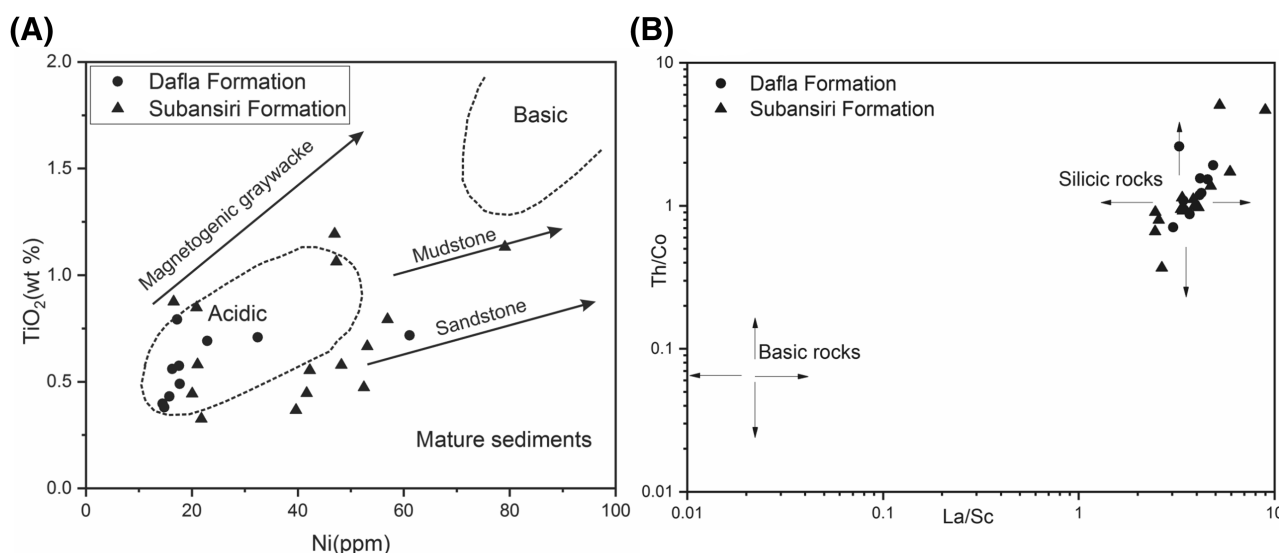 (A)
2.0
1.5
1.0
0.5
0.0
TiO₂(wt %)
Dafla Formation
Subansiri Formation
Magnetogenic graywacke
Basic
Mudstone
Acidic
Sandstone
Mature sediments
0
20
40
60
80
100
Ni(ppm)
(B)
10
1
0.1
0.01
Th/Co
Dafla Formation
Subansiri Formation
Silicic rocks
Basic rocks
0.01
0.1
1
10
La/Sc